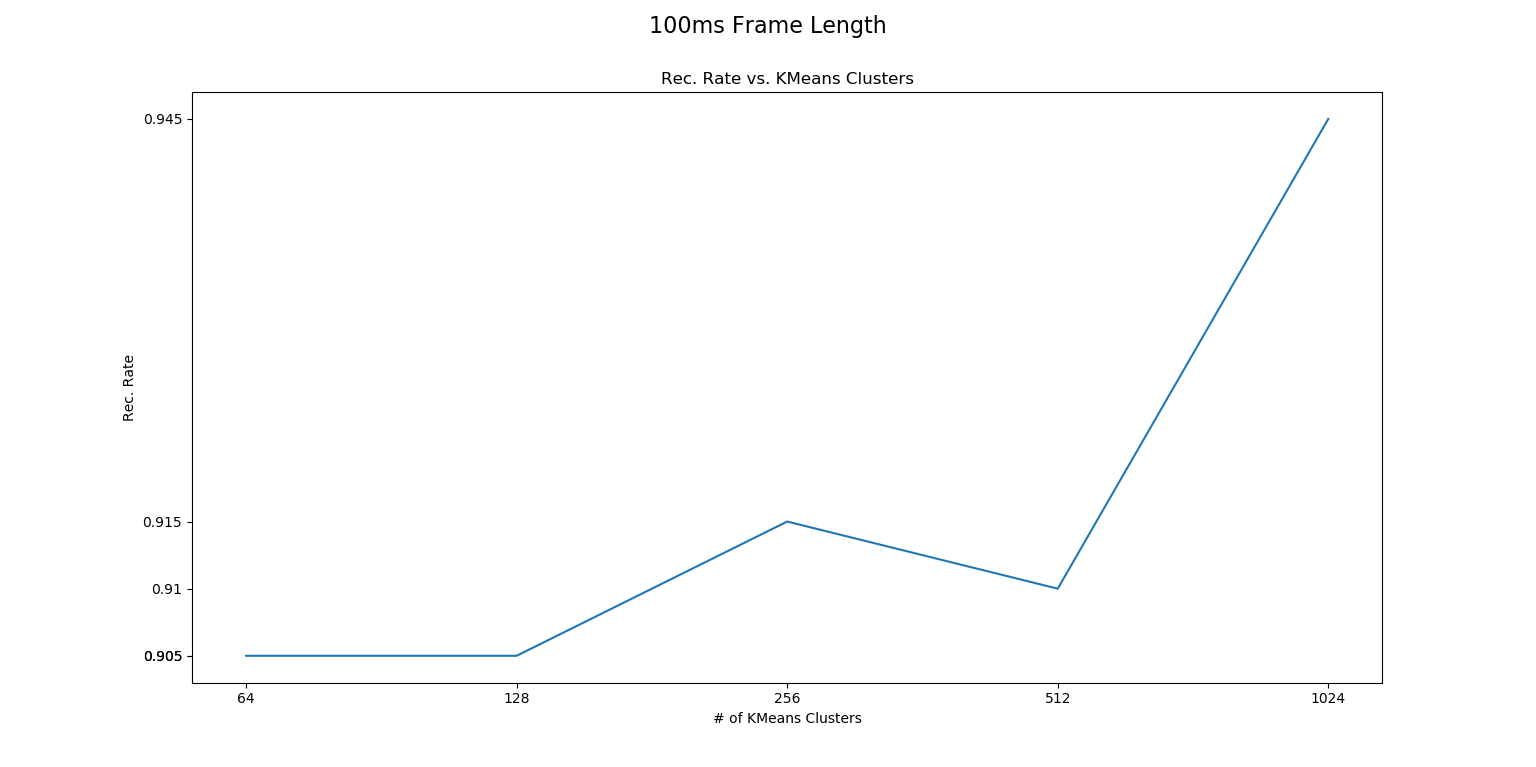 100ms Frame Length
Rec. Rate vs. KMeans Clusters
0.945
Rec. Rate
0.915
0.91
0.905
64 128 256 512 1024
# of KMeans Clusters